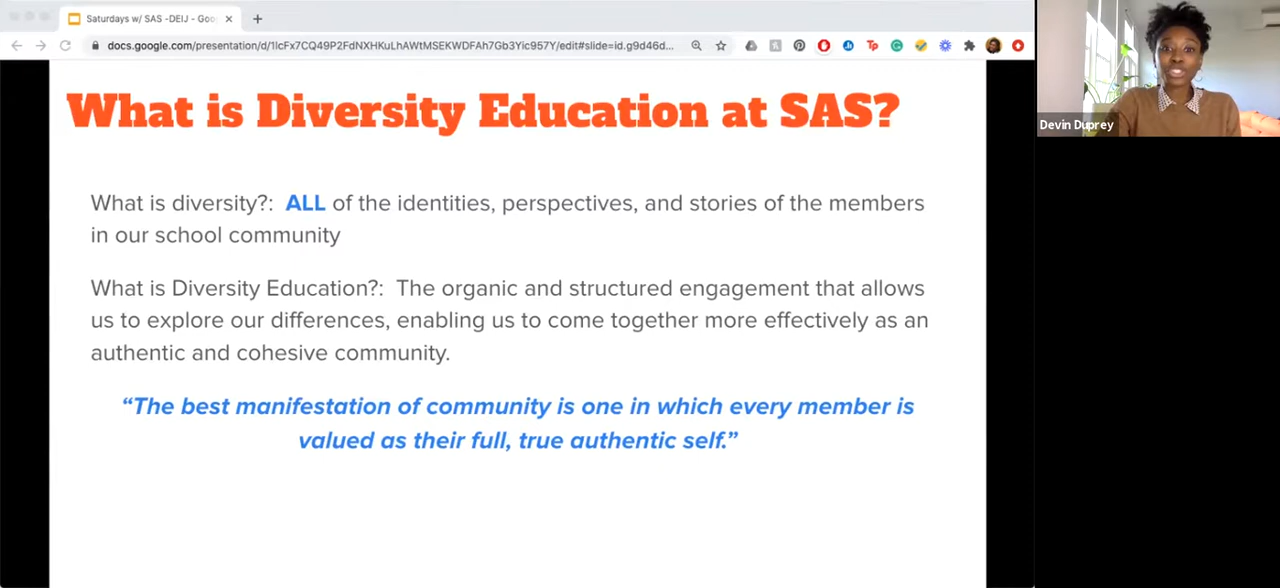 Saturdays w/ SAS -DEIJ - Goo
docs.google.com/presentation/d/1lcFx7CQ49P2FdNXHKuLhAWtMSEKWDFAh7Gb3Yic957Y/edit#slide=id.g9d46d...
What is Diversity Education at SAS?
What is diversity?: ALL of the identities, perspectives, and stories of the members
in our school community
What is Diversity Education?: The organic and structured engagement that allows
us to explore our differences, enabling us to come together more effectively as an
authentic and cohesive community.
“The best manifestation of community is one in which every member is
valued as their full, true authentic self.”
Devin Duprey